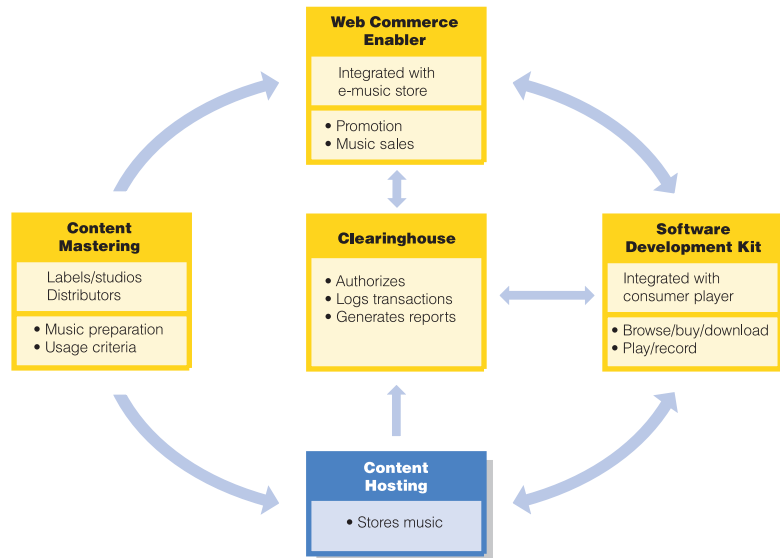 Web Commerce
Enabler
Integrated with
e-music store
• Promotion
• Music sales
Content
Mastering
Labels/studios
Distributors
• Music preparation
• Usage criteria
Clearinghouse
• Authorizes
• Logs transactions
• Generates reports
Software
Development Kit
Integrated with
consumer player
• Browse/buy/download
• Play/record
Content
Hosting
• Stores music